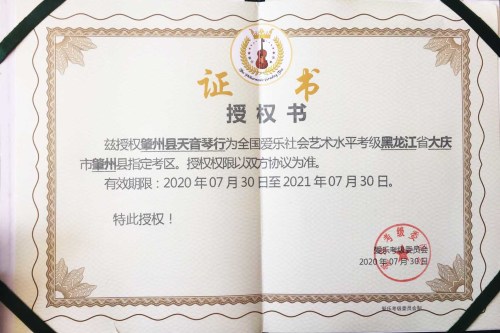 证 书
授权书
兹授权肇州县天音琴行为全国爱乐社会艺术水平考级黑龙江省大庆
市肇州县指定考区。授权权限以双方协议为准。
有效期限：2020 年 07 月 30 日至 2021 年 07 月 30 日。
特此授权！
爱乐考级委员会
2020 年 07 月 30 日